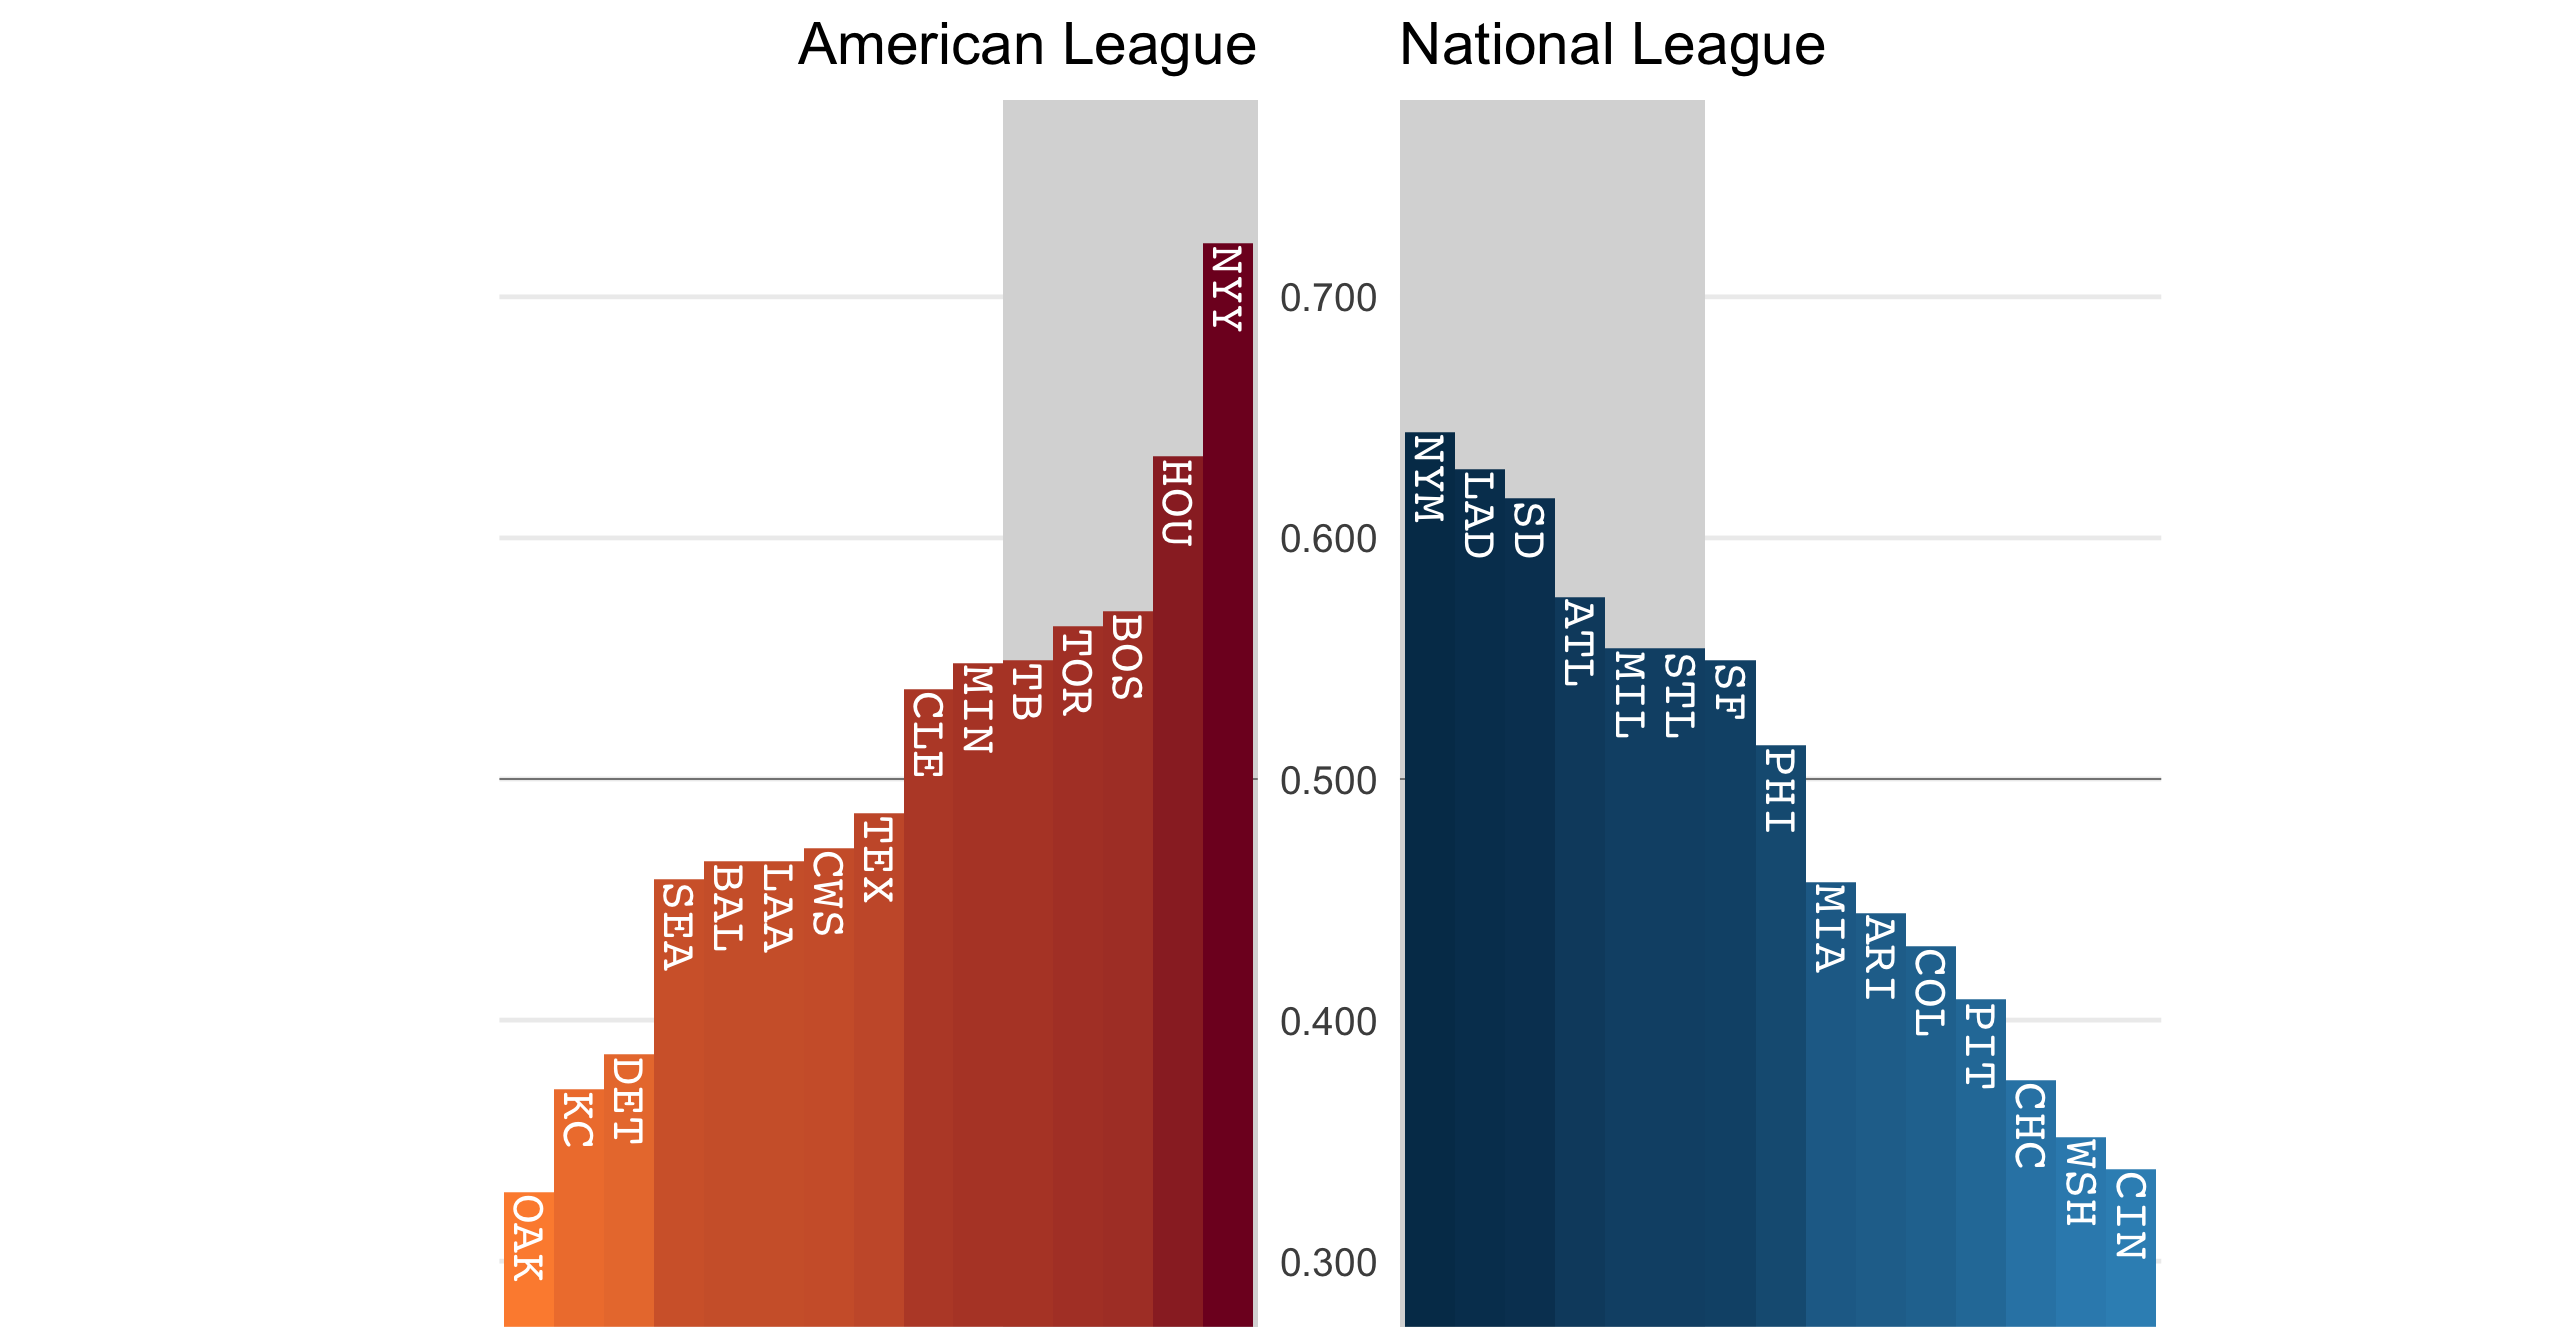 American League
National League
0.700
0.600
0.500
0.400
0.300
OAK
KC
DET
SEA
BAL
LAA
CWS
TEX
CLE
MIN
TB
TOR
BOS
HOU
NYY
NYM
LAD
SD
ATL
MIL
STL
SF
PHI
MIA
ARI
COL
PIT
CHC
WSH
CIN